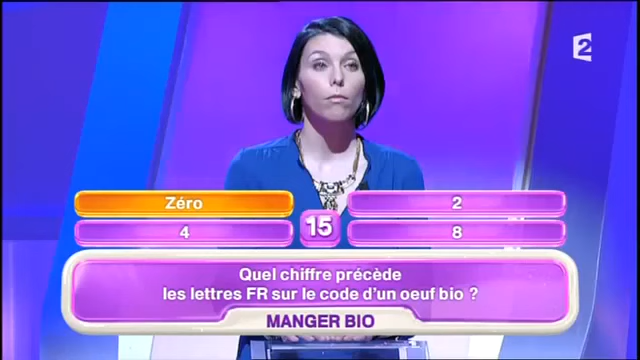 2
Zéro
2
15
4
8
Quel chiffre précède
les lettres FR sur le code d'un oeuf bio ?
MANGER BIO